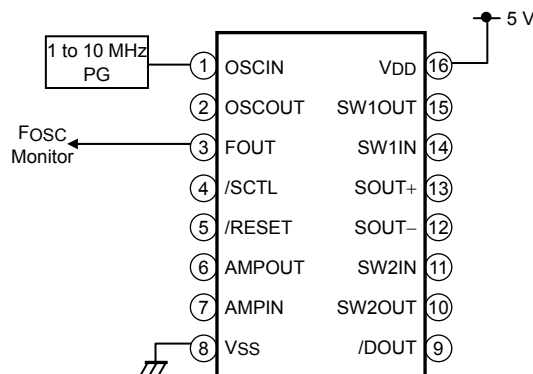 1 to 10 MHz
PG
FOSC
Monitor
5 V
1 OSCIN
2 OSCOUT
3 FOUT
4 /SCTL
5 /RESET
6 AMPOUT
7 AMPIN
8 VSS
VDD 16
SW1OUT 15
SW1IN 14
SOUT+ 13
SOUT− 12
SW2IN 11
SW2OUT 10
/DOUT 9